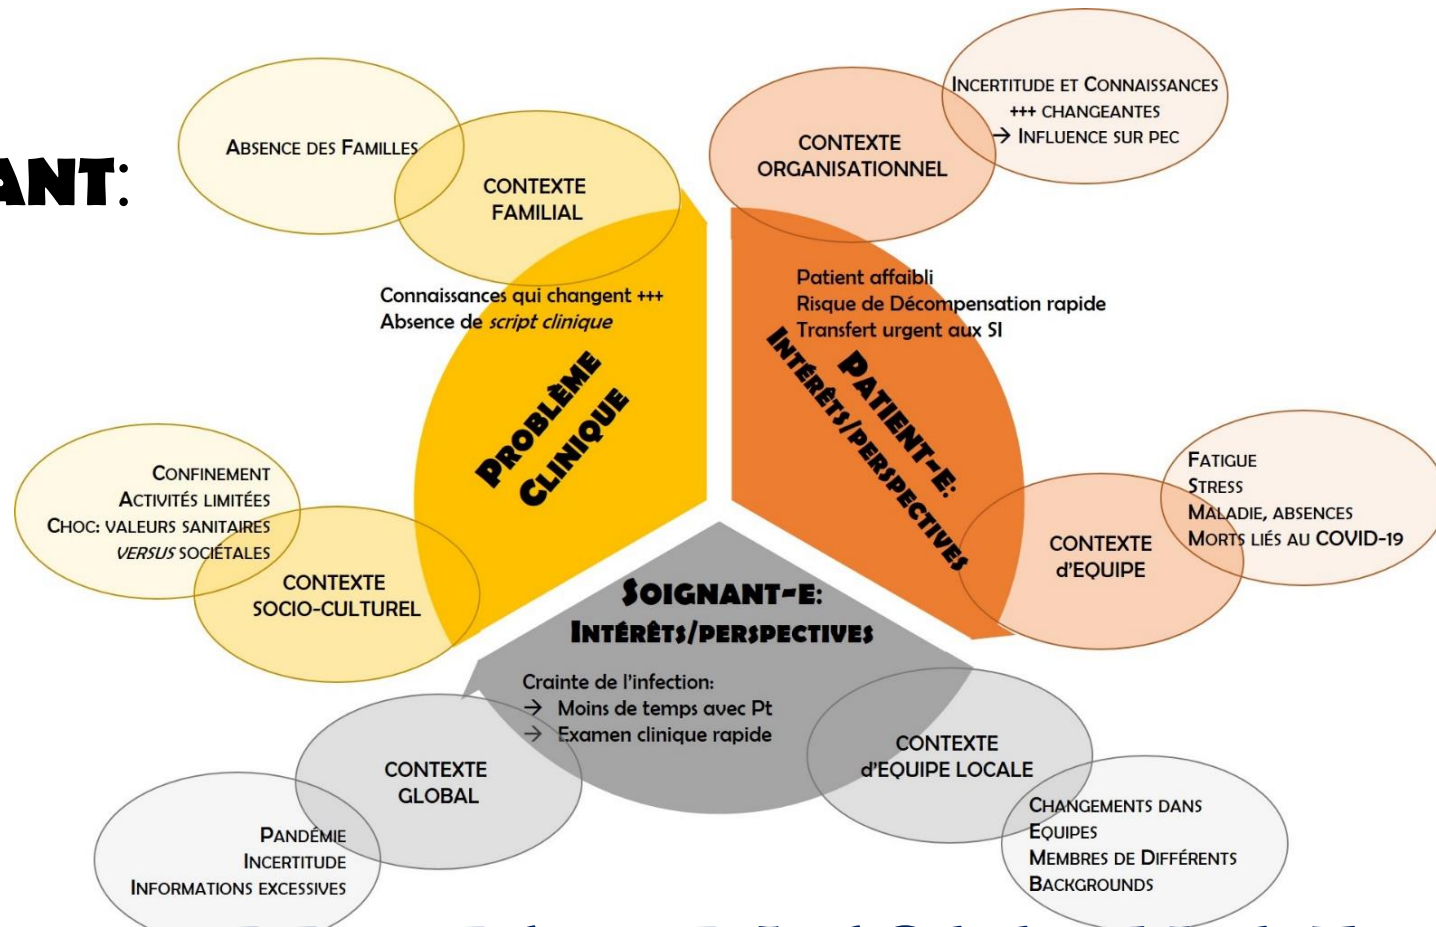 ANT:
ABSENCE DES FAMILLES
CONTEXTE
FAMILIAL
CONTEXTE
ORGANISATIONNEL
INCERTITUDE ET CONNAISSANCES
+++ CHANGEANTES
→ INFLUENCE SUR PEC
Connaissances qui changent +++
Absence de script clinique
Patient affaibli
Risque de Décompensation rapide
Transfert urgent aux SI
PROBLÈME
CLINIQUE
PATIENT-E:
INTÉRÊTS/PERSPECTIVES
CONFINEMENT
ACTIVITÉS LIMITÉES
CHOC: VALEURS SANITAIRES
VERSUS SOCIÉTALES
CONTEXTE
SOCIO-CULTUREL
FATIGUE
STRESS
MALADIE, ABSENCES
MORTS LIÉS AU COVID-19
CONTEXTE
d'EQUIPE
SOIGNANT-E:
INTÉRÊTS/PERSPECTIVES
Crainte de l'infection:
→ Moins de temps avec Pt
→ Examen clinique rapide
CONTEXTE
GLOBAL
CONTEXTE
d'EQUIPE LOCALE
PANDÉMIE
INCERTITUDE
INFORMATIONS EXCESSIVES
CHANGEMENTS DANS
EQUIPES
MEMBRES DE DIFFÉRENTS
BACKGROUNDS